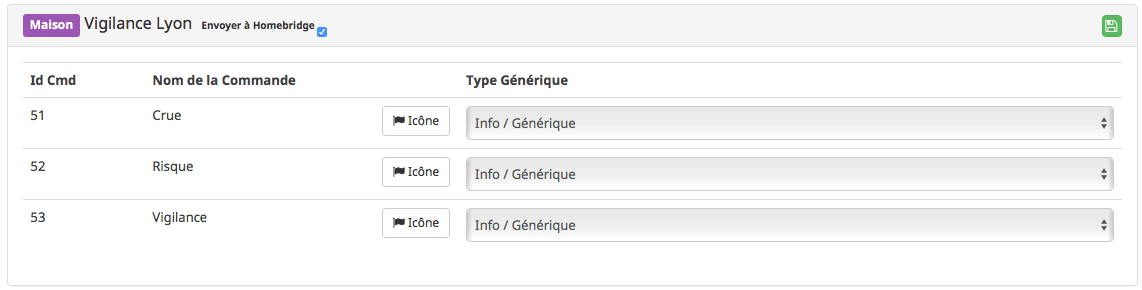 Maison Vigilance Lyon Envoyer à Homebridge
Id Cmd Nom de la Commande Type Générique
51 Crue Icône Info / Générique
52 Risque Icône Info / Générique
53 Vigilance Icône Info / Générique